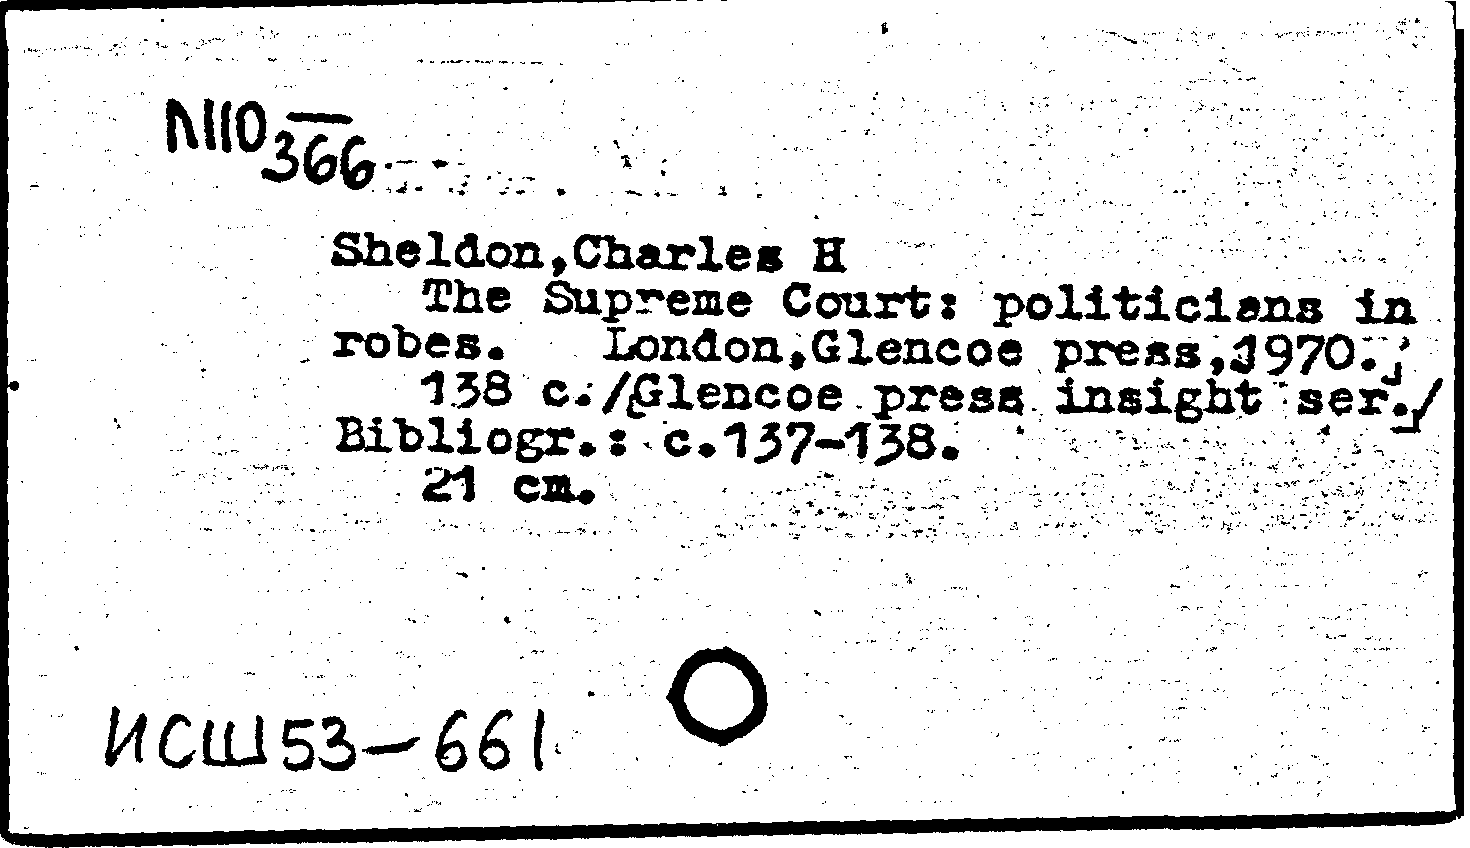 Л110
366
Sheldon,Charles H
The Supreme Court: politicians in
robes. London,Glencoe press,1970.
138 c. /Glencoe press insight ser./
Bibliogr.: c.137-138.
21 cm.
ИСШ53-661